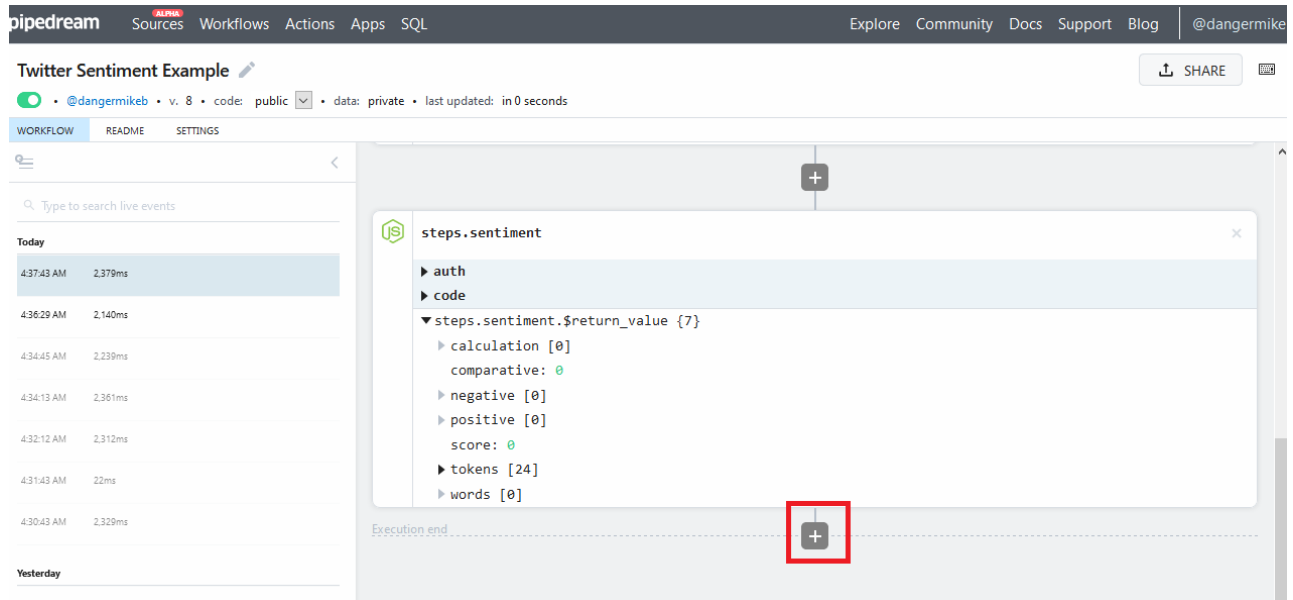 pipedream Sources ALPHA Workflows Actions Apps SQL Explore Community Docs Support Blog @dangermike
Twitter Sentiment Example SHARE
• @dangermikeb • v. 8 • code: public • data: private • last updated: in 0 seconds
WORKFLOW README SETTINGS
Type to search live events
Today
4:37:43 AM 2,379ms
4:36:29 AM 2,140ms
4:34:45 AM 2,239ms
4:34:13 AM 2,361ms
4:32:12 AM 2,312ms
4:31:43 AM 22ms
4:30:43 AM 2,329ms
Yesterday
+
JS steps.sentiment ×
auth
code
steps.sentiment.$return_value {7}
calculation [0]
comparative: 0
negative [0]
positive [0]
score: 0
tokens [24]
words [0]
Execution end
+